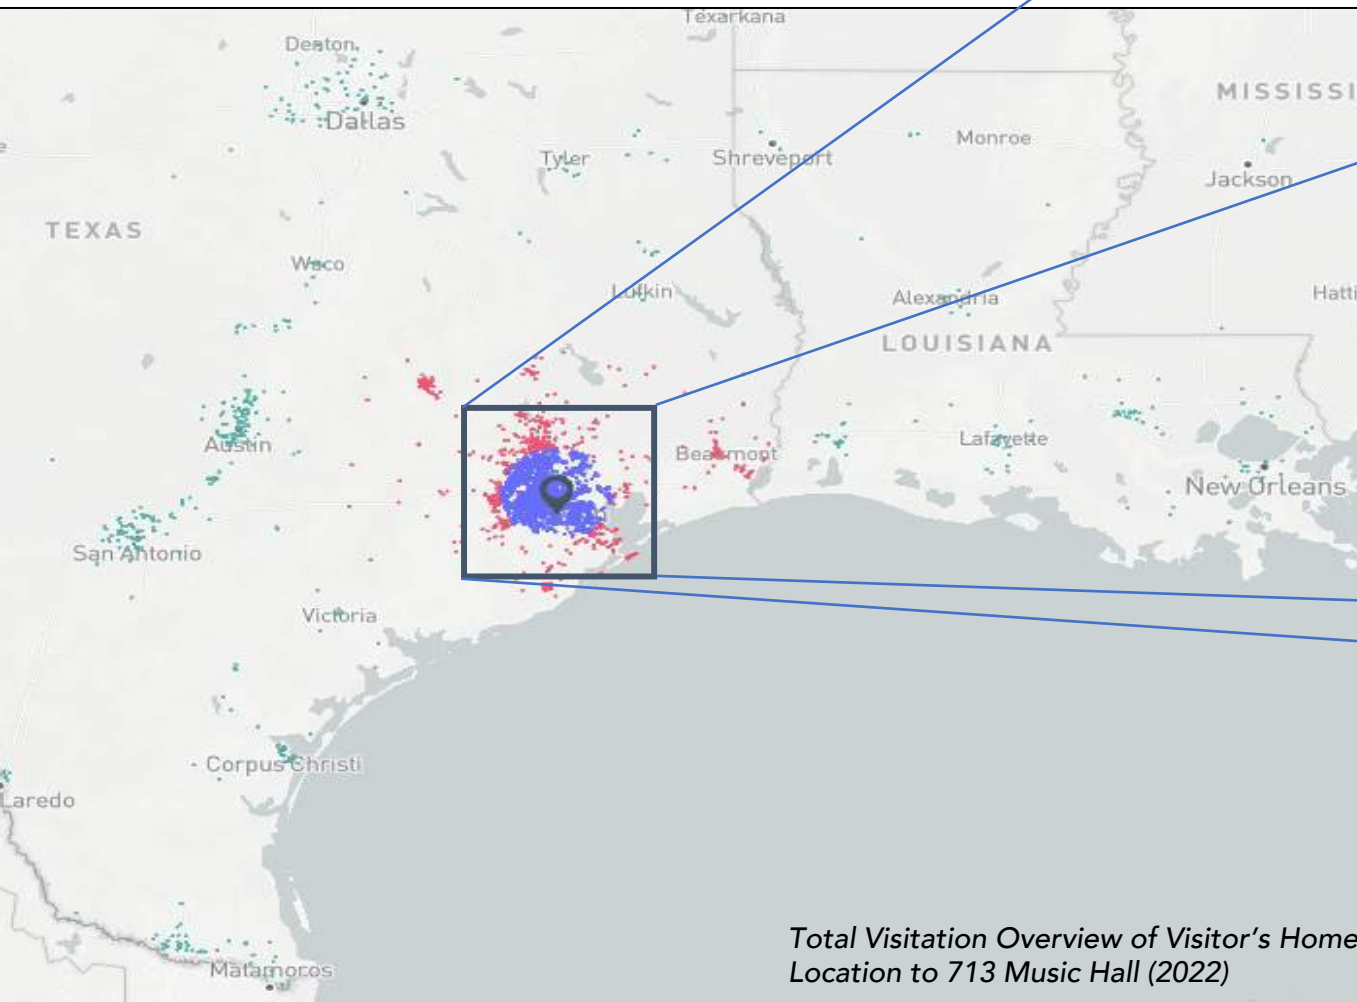 Texarkana
Denton
MISSISSI
Dallas
Monroe
Tyler
Shreveport
Jackson
TEXAS
Waco
Lufkin
Alexandria
Hatti
LOUISIANA
Austin
Beaumont
Lafayette
New Orleans
San Antonio
Victoria
Corpus Christi
Laredo
Matamoros
Total Visitation Overview of Visitor's Home
Location to 713 Music Hall (2022)